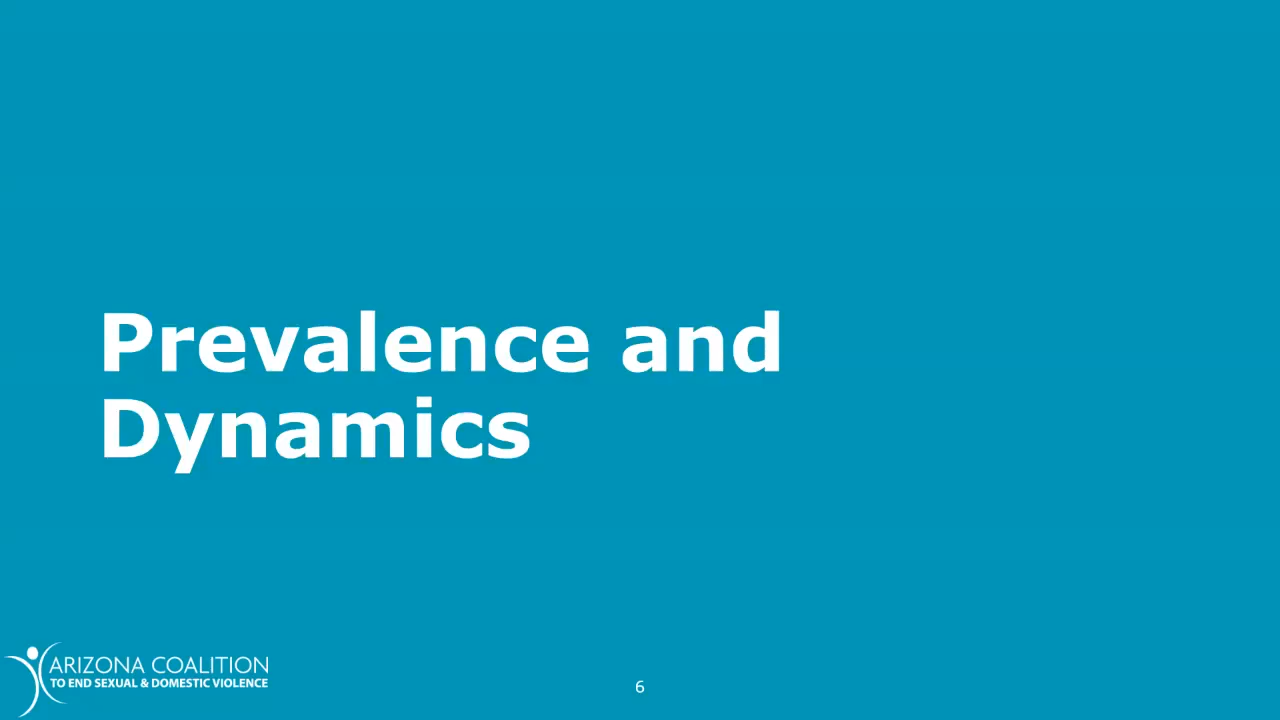 Prevalence and
Dynamics
ARIZONA COALITION
TO END SEXUAL & DOMESTIC VIOLENCE
6